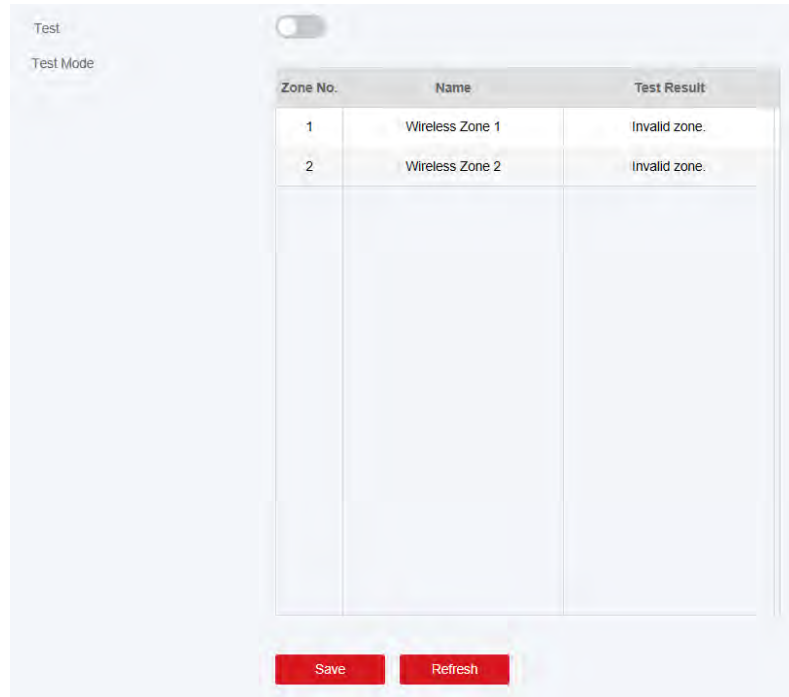 Test
Test Mode
Zone No. Name Test Result
1 Wireless Zone 1 Invalid zone.
2 Wireless Zone 2 Invalid zone.
Save Refresh